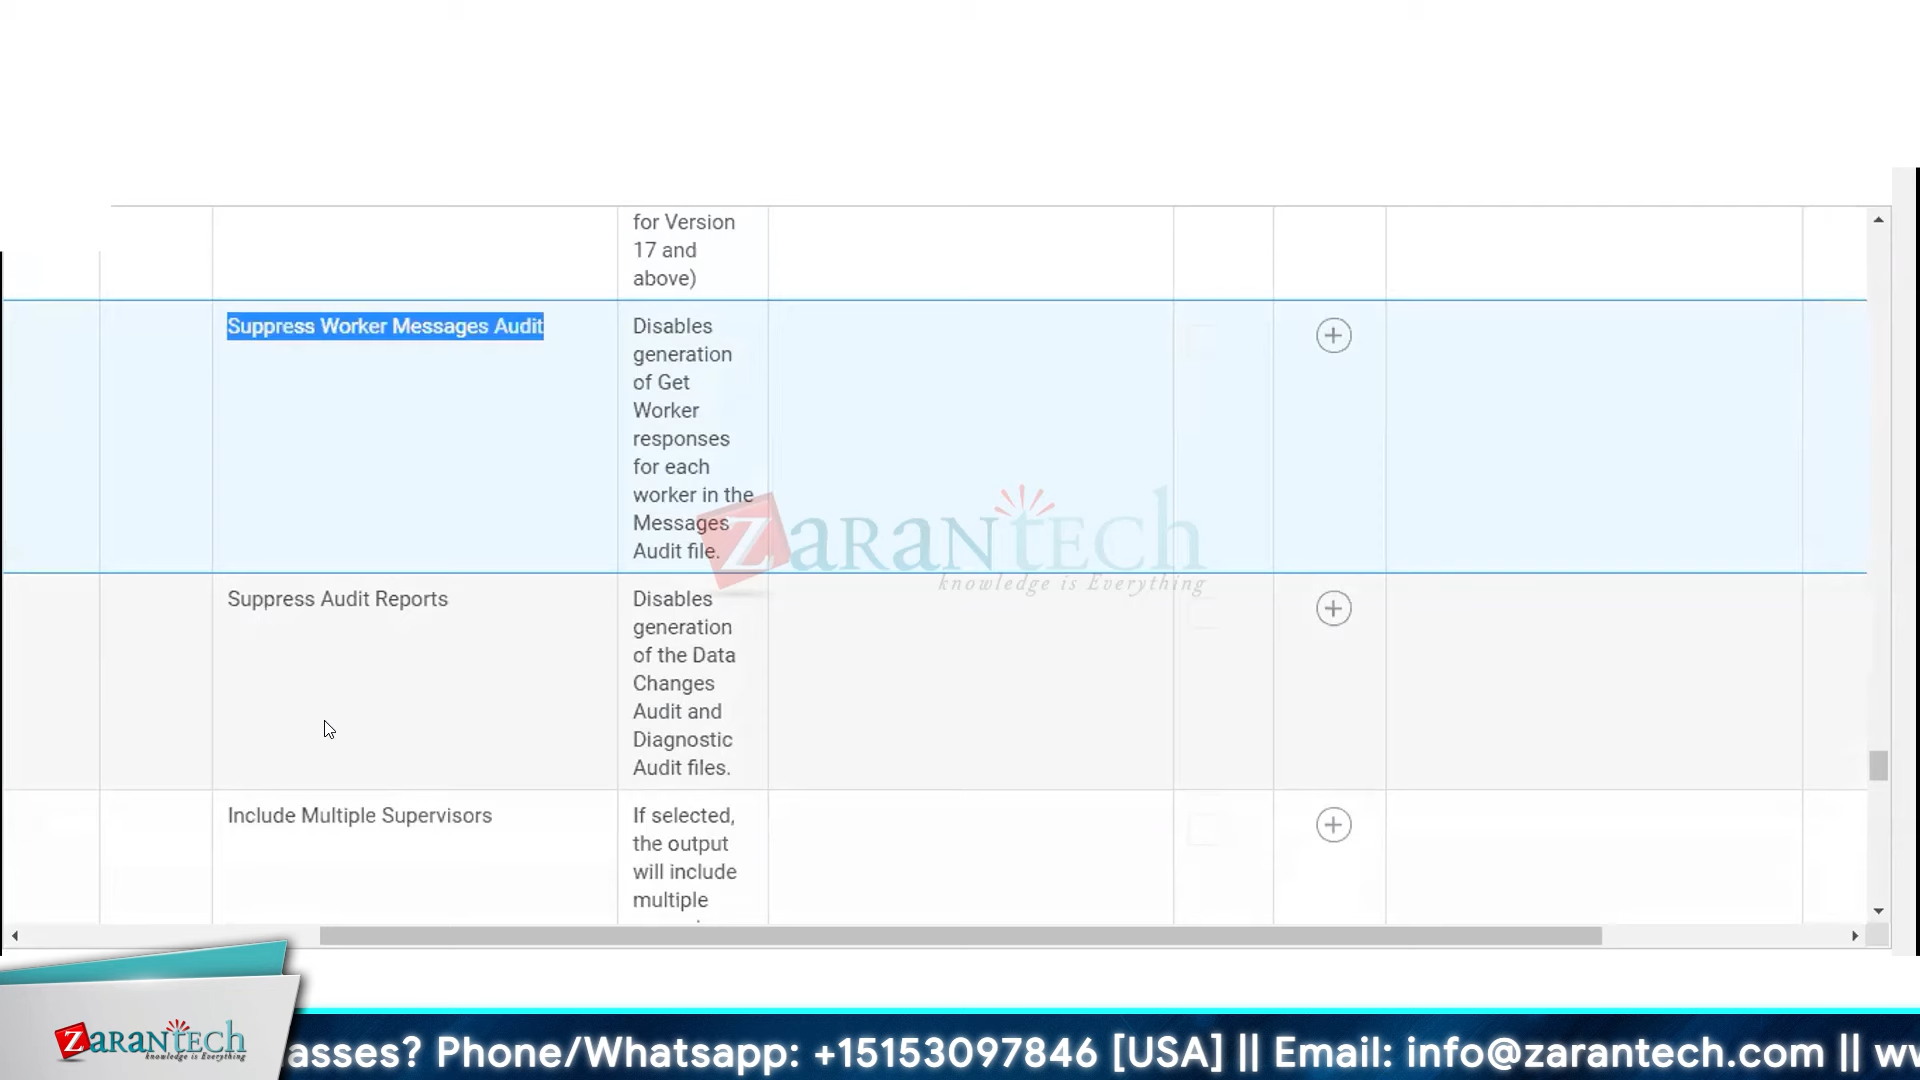 for Version
17 and
above)
Suppress Worker Messages Audit
Disables
generation
of Get
Worker
responses
for each
worker in the
Messages
Audit file.
ZARANTECH
knowledge is Everything
Suppress Audit Reports
Disables
generation
of the Data
Changes
Audit and
Diagnostic
Audit files.
Include Multiple Supervisors
If selected,
the output
will include
multiple
ZARANTECH
knowledge is Everything
asses? Phone/Whatsapp: +15153097846 [USA] || Email: info@zarantech.com || ww